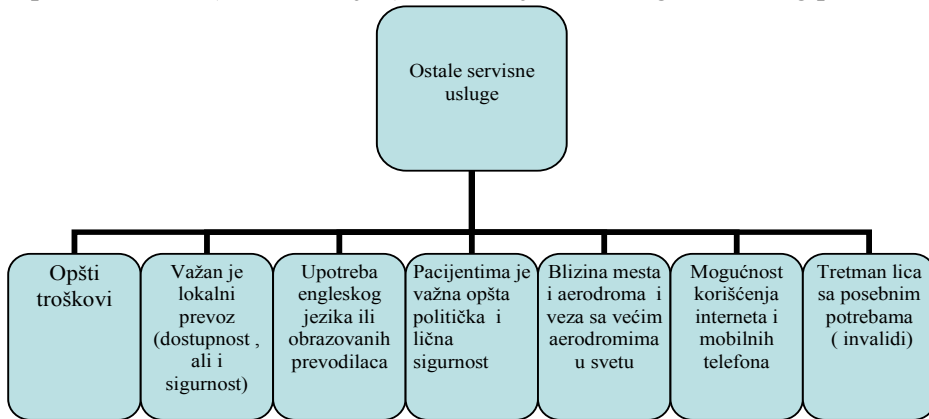 Ostale servisne
usluge
Opšti
troškovi
Važan je
lokalni
prevoz
(dostupnost ,
ali i
sigurnost)
Upotreba
engleskog
jezika ili
obrazovanih
prevodilaca
Pacijentima je
važna opšta
politička i
lična
sigurnost
Blizina mesta
i aerodroma i
veza sa većim
aerodromima
u svetu
Mogućnost
korišćenja
interneta i
mobilnih
telefona
Tretman lica
sa posebnim
potrebama
( invalidi)